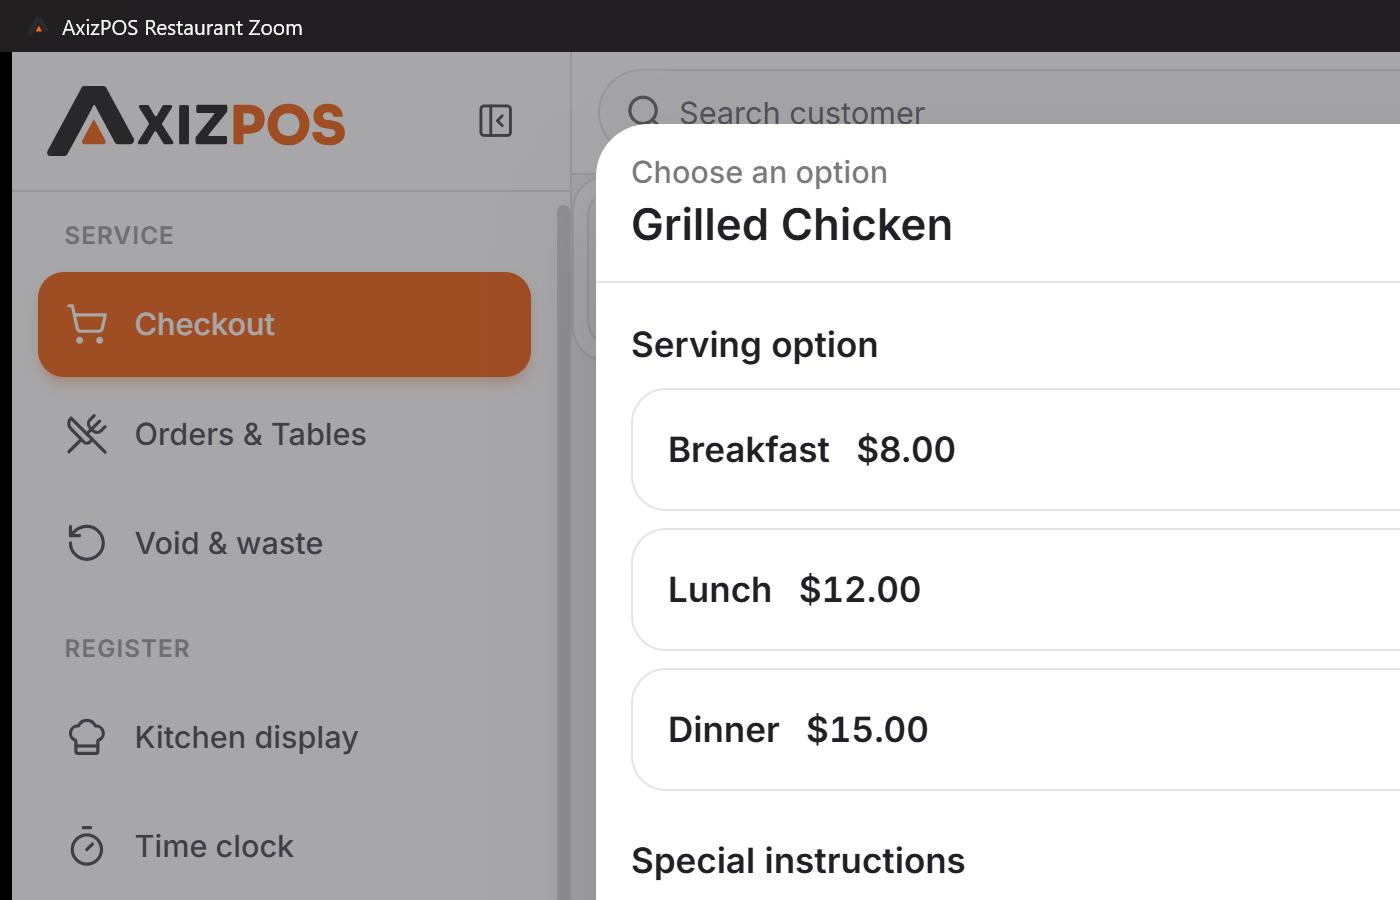 AxizPOS Restaurant Zoom
AXIZPOS
Search customer
SERVICE
Checkout
Orders & Tables
Void & waste
REGISTER
Kitchen display
Time clock
Choose an option
Grilled Chicken
Serving option
Breakfast $8.00
Lunch $12.00
Dinner $15.00
Special instructions